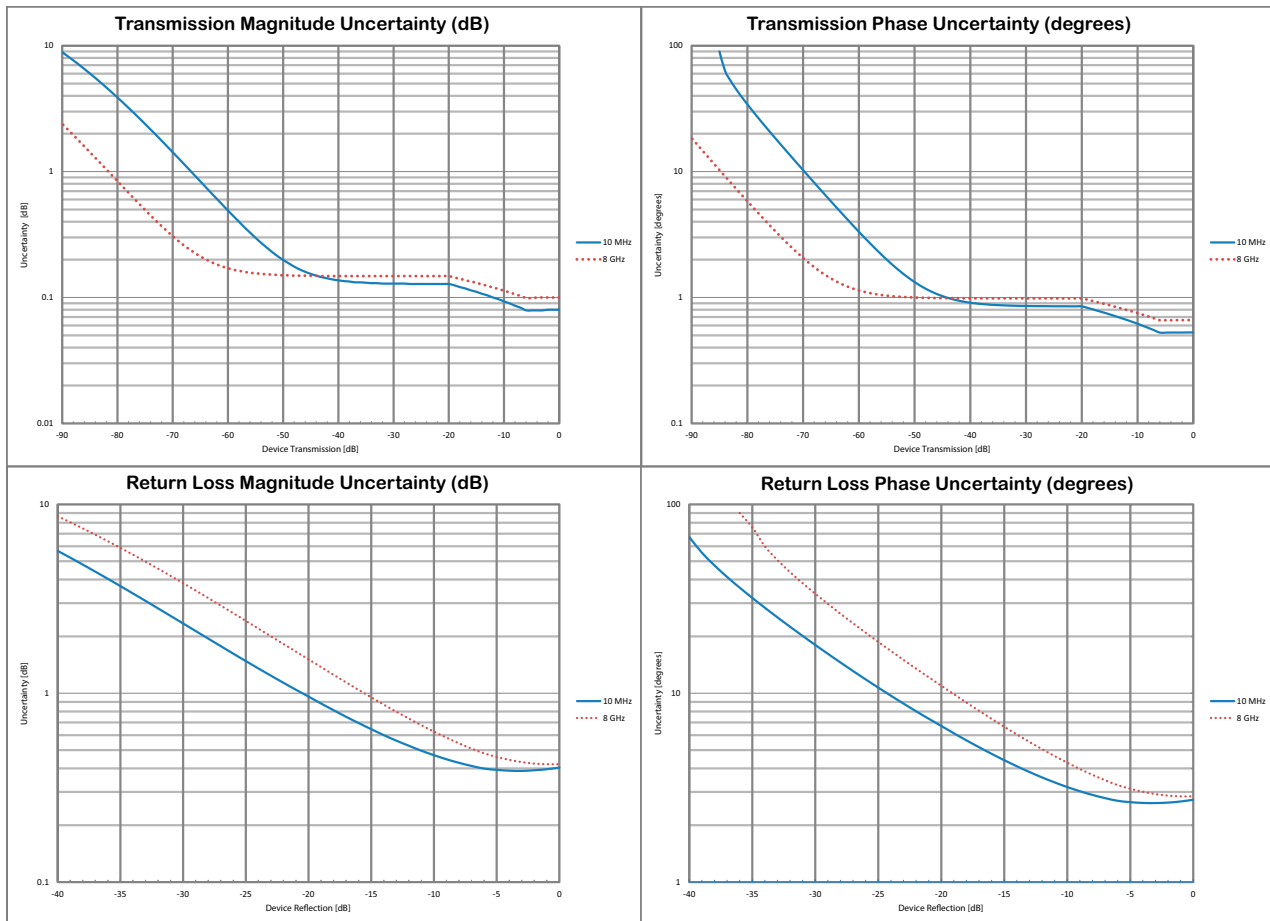 Transmission Magnitude Uncertainty (dB)
10
1
0.1
0.01
Uncertainty [dB]
-90 -80 -70 -60 -50 -40 -30 -20 -10 0
Device Transmission [dB]
10 MHz
8 GHz
Transmission Phase Uncertainty (degrees)
100
10
1
0.1
Uncertainty [degrees]
-90 -80 -70 -60 -50 -40 -30 -20 -10 0
Device Transmission [dB]
10 MHz
8 GHz
Return Loss Magnitude Uncertainty (dB)
10
1
0.1
Uncertainty [dB]
-40 -35 -30 -25 -20 -15 -10 -5 0
Device Reflection [dB]
10 MHz
8 GHz
Return Loss Phase Uncertainty (degrees)
100
10
1
Uncertainty [degrees]
-40 -35 -30 -25 -20 -15 -10 -5 0
Device Reflection [dB]
10 MHz
8 GHz